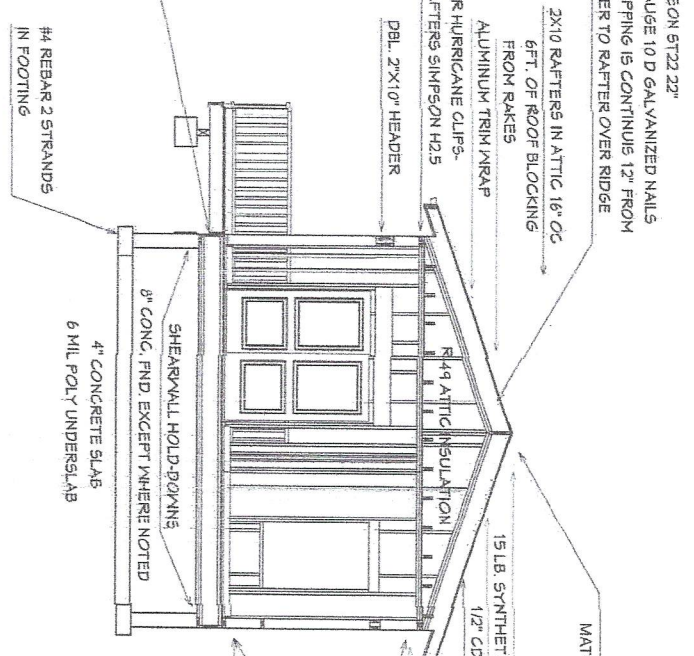 ON ST22 22"
UGE 10 D GALVANIZED NAILS
PPING IS CONTINUIS 12" FROM
ER TO RAFTER OVER RIDGE
2X10 RAFTERS IN ATTIC 16" OC
6FT. OF ROOF BLOCKING
FROM RAKES
ALUMINUM TRIM WRAP
R HURRICANE CLIPS-
FTERS SIMPSON H2.5
DBL. 2"X10" HEADER
#4 REBAR 2 STRANDS
IN FOOTING
R-49 ATTIC INSULATION
SHEARWALL HOLD-DOWNS
8" CONC. FND. EXCEPT WHERE NOTED
4" CONCRETE SLAB
6 MIL POLY UNDERSLAB
15 LB. SYNTHET
1/2" CD
MAT